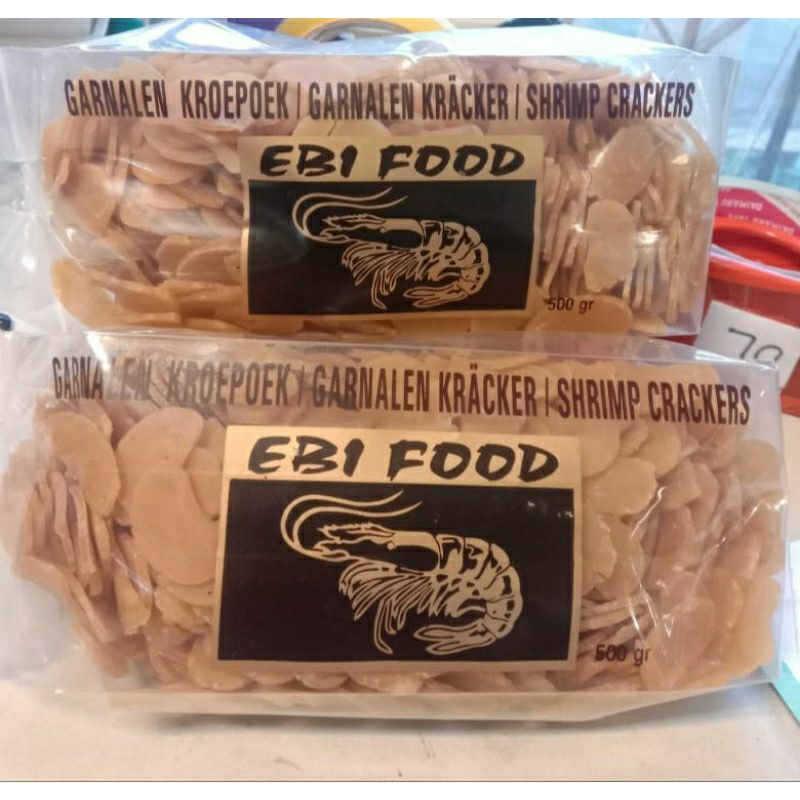 GARNALEN KROEPOEK / GARNALEN KRÄCKER / SHRIMP CRACKERS
EBI FOOD
500 gr
DAIMARU
GARNALEN KROEPOEK / GARNALEN KRÄCKER / SHRIMP CRACKERS
EBI FOOD
500 gr